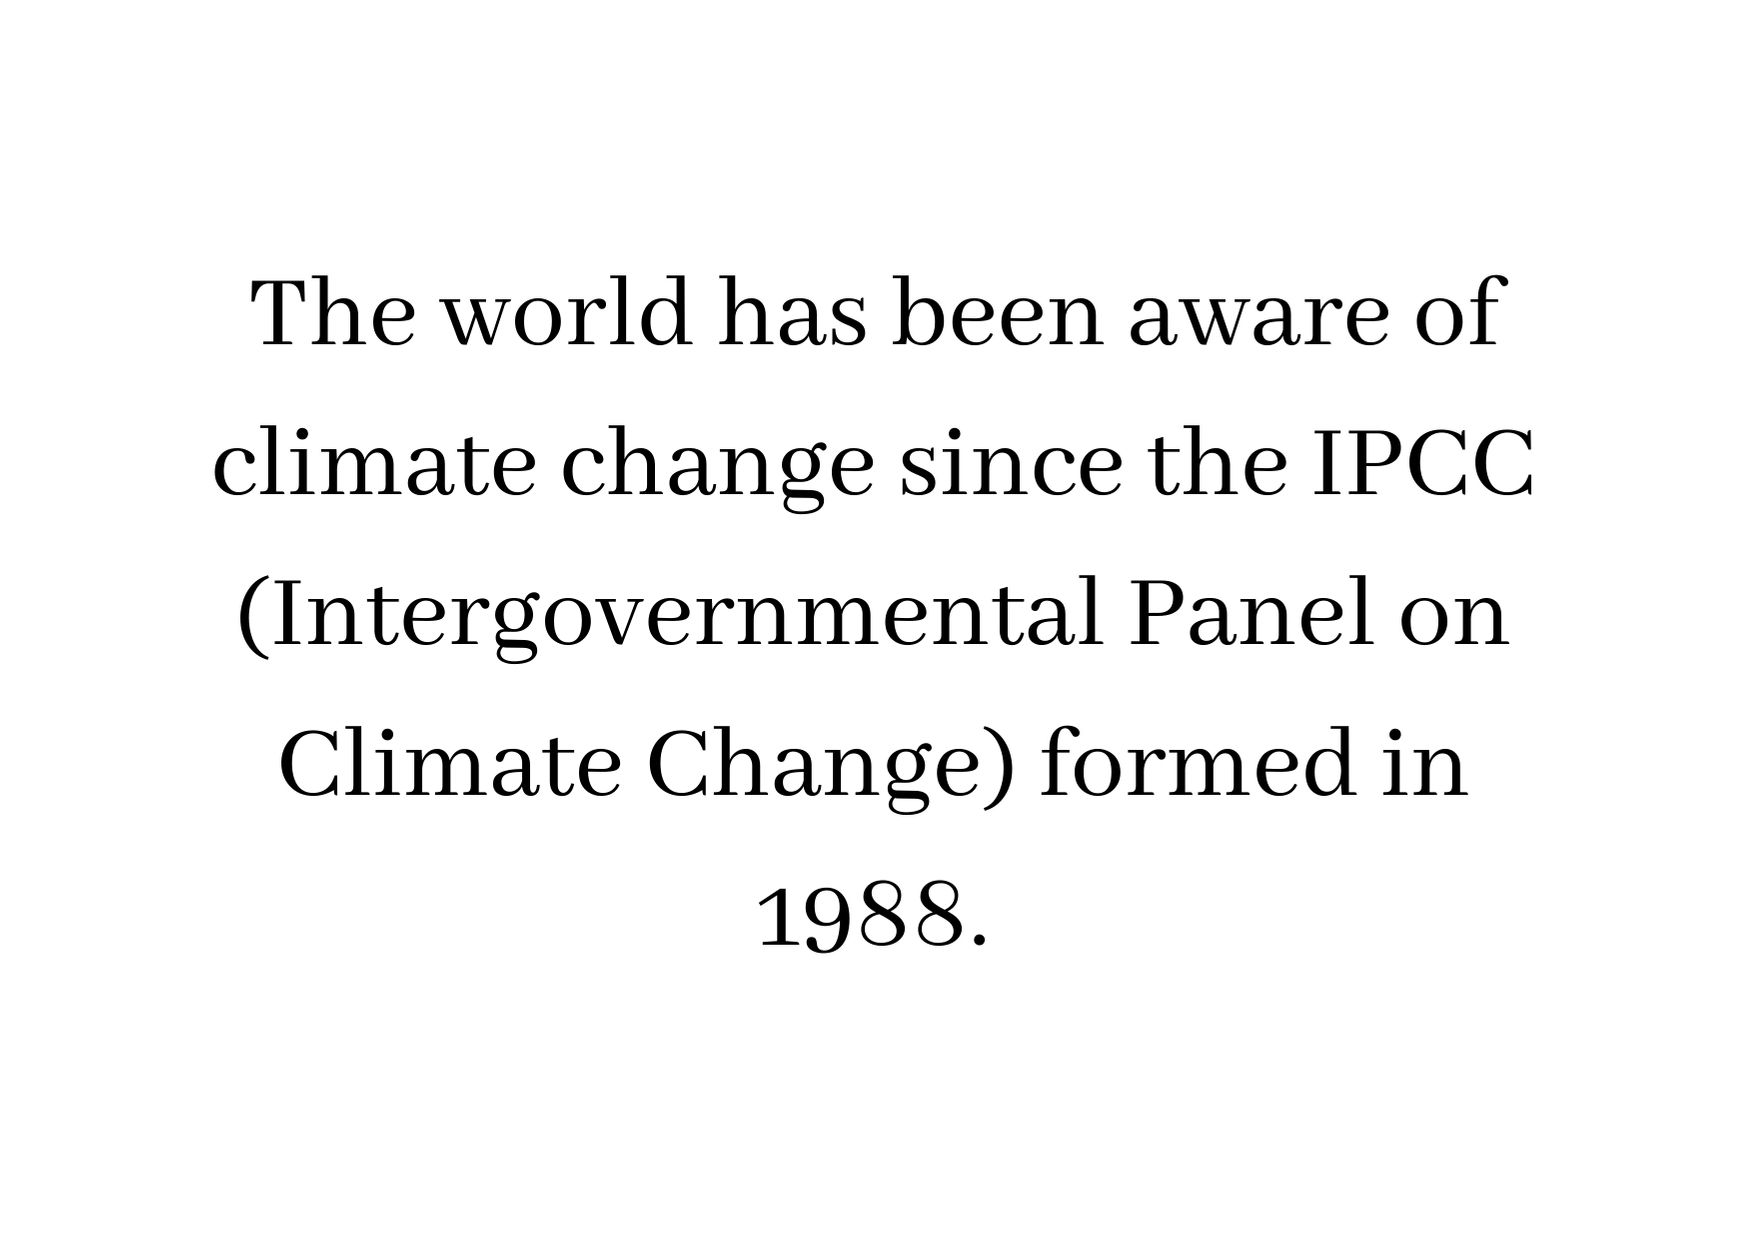 The world has been aware of
climate change since the IPCC
(Intergovernmental Panel on
Climate Change) formed in
1988.